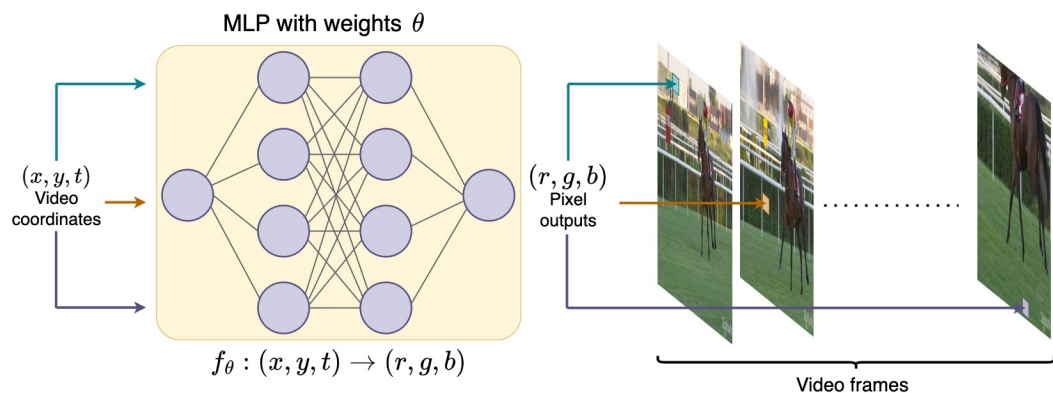 MLP with weights θ
(x, y, t)
Video
coordinates
f_θ : (x, y, t) → (r, g, b)
(r, g, b)
Pixel
outputs
Video frames